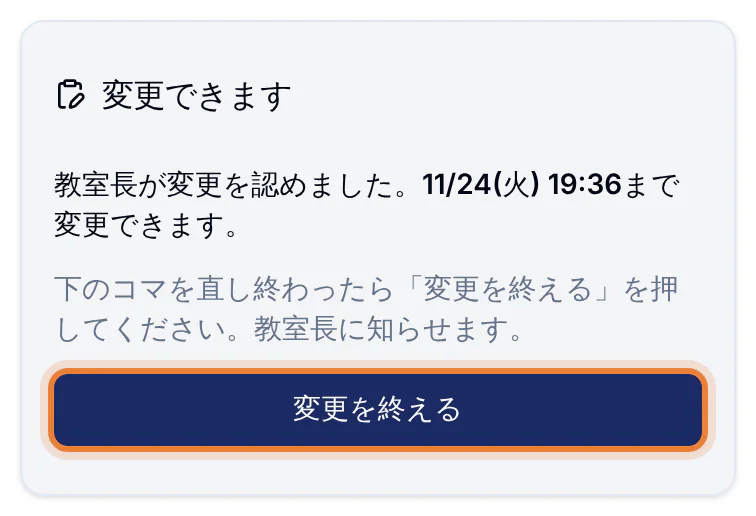 変更できます
教室長が変更を認めました。11/24(火) 19:36まで
変更できます。
下のコマを直し終わったら「変更を終える」を押
してください。教室長に知らせます。
変更を終える